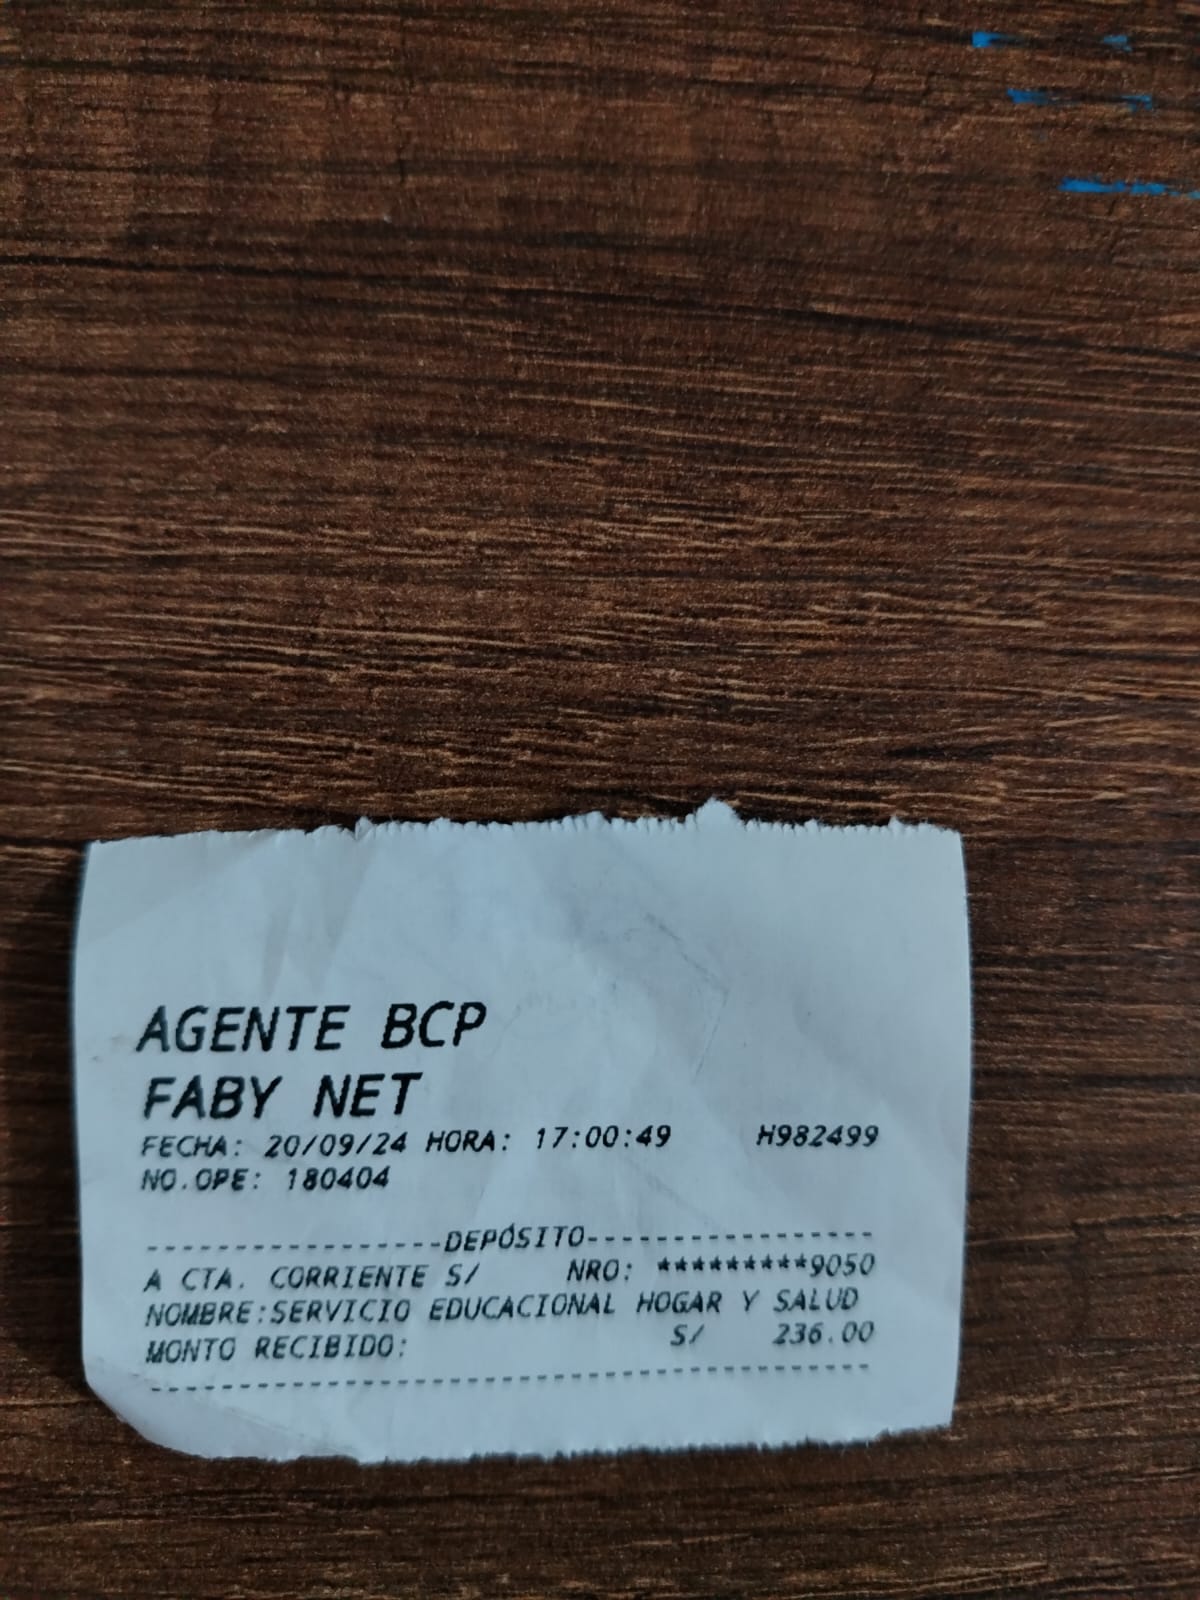 AGENTE BCP
FABY NET
FECHA: 20/09/24 HORA: 17:00:49 H982499
NO.OPE: 180404
-----------------DEPÓSITO-----------------
A CTA. CORRIENTE S/ NRO: *********9050
NOMBRE:SERVICIO EDUCACIONAL HOGAR Y SALUD
MONTO RECIBIDO: S/ 236.00
------------------------------------------